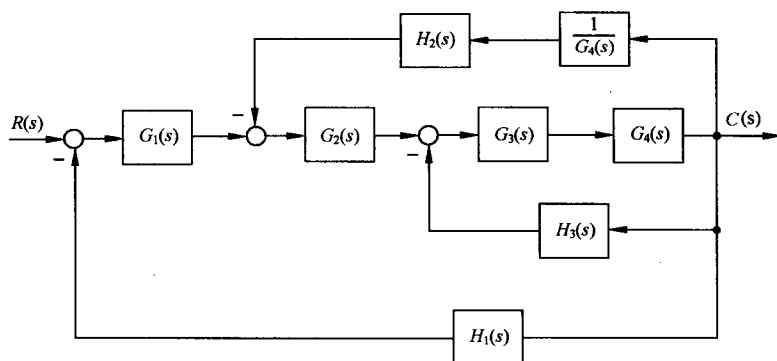 H₂(s)
1
G₄(s)
−
R(s)
G₁(s)
G₂(s)
G₃(s)
G₄(s)
C(s)
−
−
H₃(s)
H₁(s)